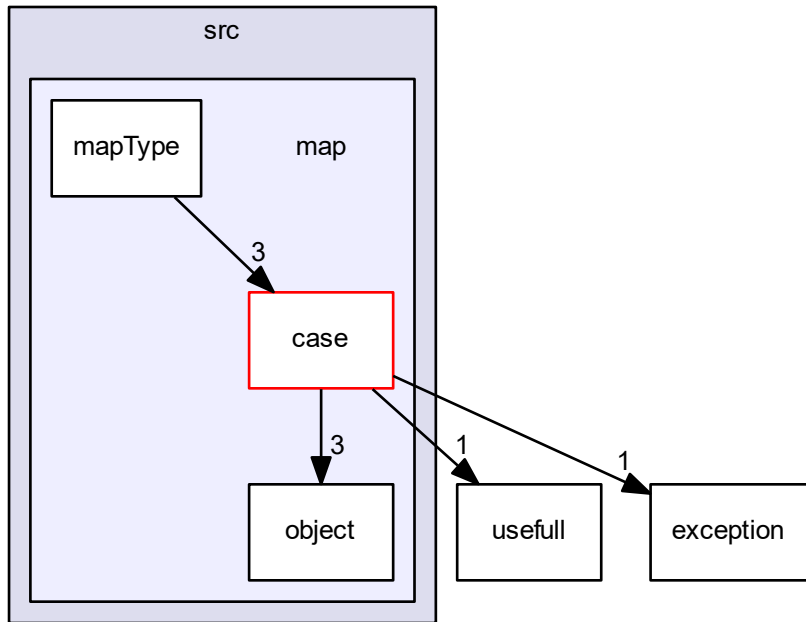 src
mapType
map
3
case
3
1
1
object
usefull
exception